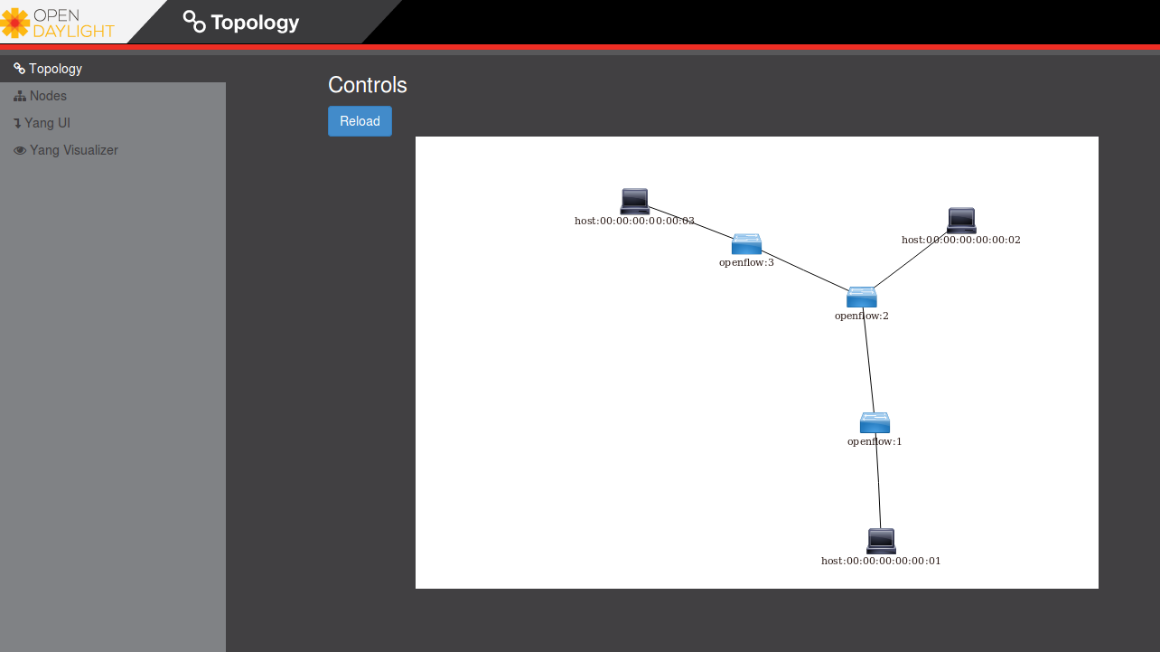 OPEN
DAYLIGHT
Topology
Topology
Nodes
Yang UI
Yang Visualizer
Controls
Reload
host:00:00:00:00:00:03
host:00:00:00:00:00:02
openflow:3
openflow:2
openflow:1
host:00:00:00:00:00:01